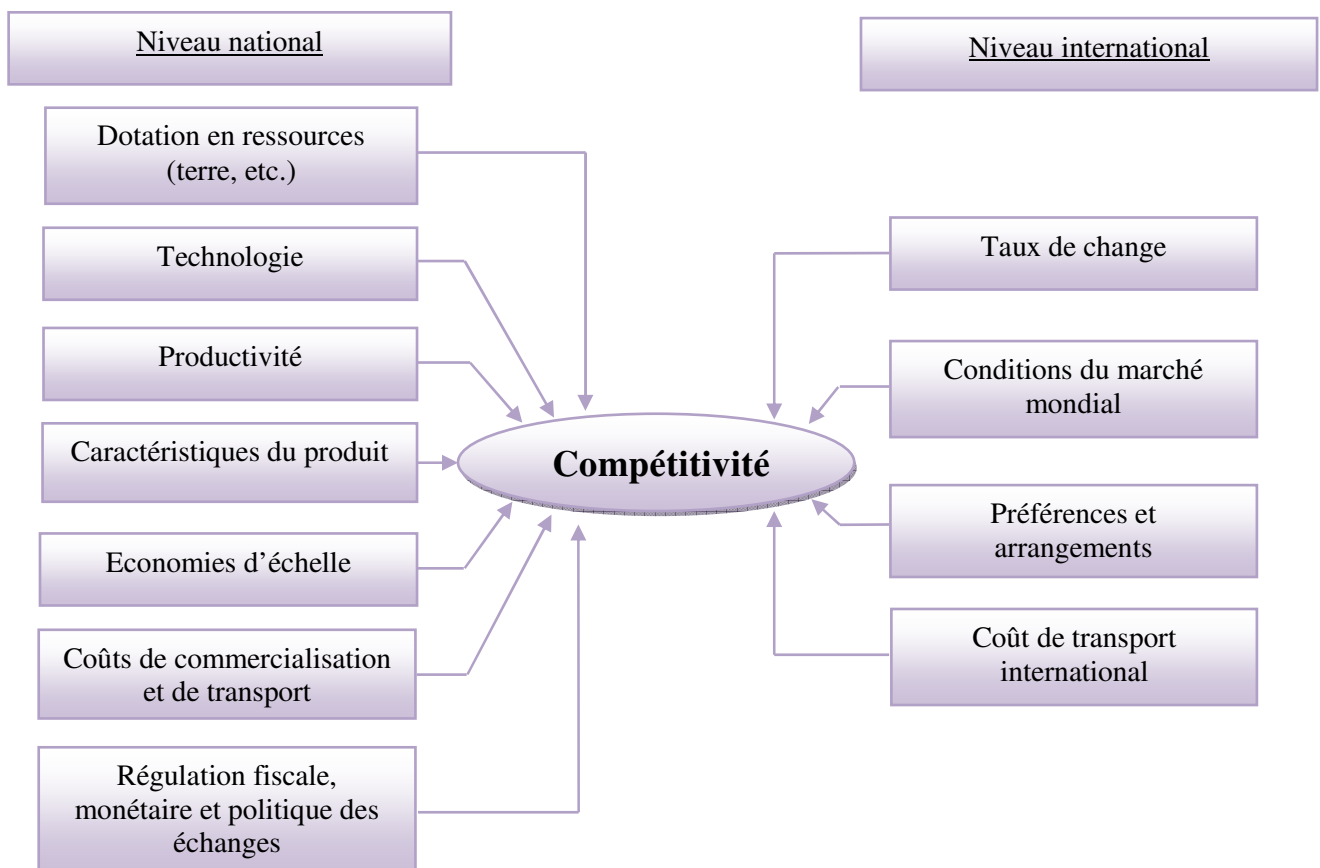 Niveau national
Niveau international
Dotation en ressources
(terre, etc.)
Technologie
Productivité
Caractéristiques du produit
Economies d’échelle
Coûts de commercialisation
et de transport
Régulation fiscale,
monétaire et politique des
échanges
Compétitivité
Taux de change
Conditions du marché
mondial
Préférences et
arrangements
Coût de transport
international